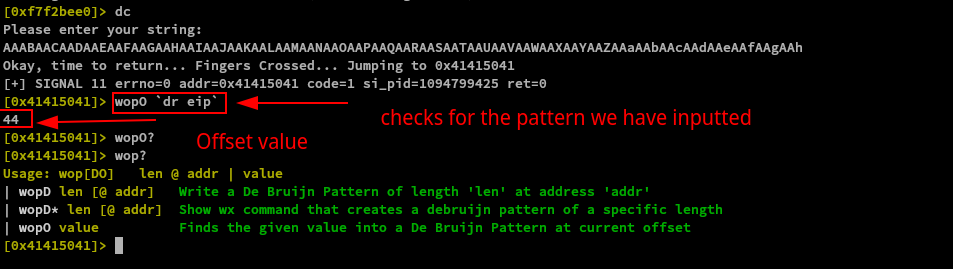 [0xf7f2bee0]> dc
Please enter your string:
AAABAACAADAAEAAFAAGAAHAAIAAJAAKAALAAMAANAAOAAPAAQAARAASAATAAUAAVAAWAAXAAYAAZAAaAAbAAcAAdAAeAAfAAgAAh
Okay, time to return... Fingers Crossed... Jumping to 0x41415041
[+] SIGNAL 11 errno=0 addr=0x41415041 code=1 si_pid=1094799425 ret=0
[0x41415041]> wopO `dr eip`
checks for the pattern we have inputted
44
Offset value
[0x41415041]> wopO?
[0x41415041]> wop?
Usage: wop[DO]   len @ addr | value
| wopD len [@ addr]   Write a De Bruijn Pattern of length 'len' at address 'addr'
| wopD* len [@ addr]  Show wx command that creates a debruijn pattern of a specific length
| wopO value          Finds the given value into a De Bruijn Pattern at current offset
[0x41415041]>